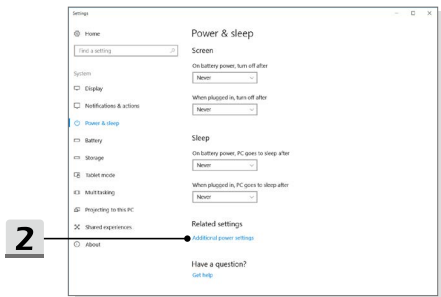 Settings
Home
Find a setting
System
Display
Notifications & actions
Power & sleep
Battery
Storage
Tablet mode
Multitasking
Projecting to this PC
Shared experiences
About
Power & sleep
Screen
On battery power, turn off after
Never
When plugged in, turn off after
Never
Sleep
On battery power, PC goes to sleep after
Never
When plugged in, PC goes to sleep after
Never
Related settings
Additional power settings
Have a question?
Get help
2